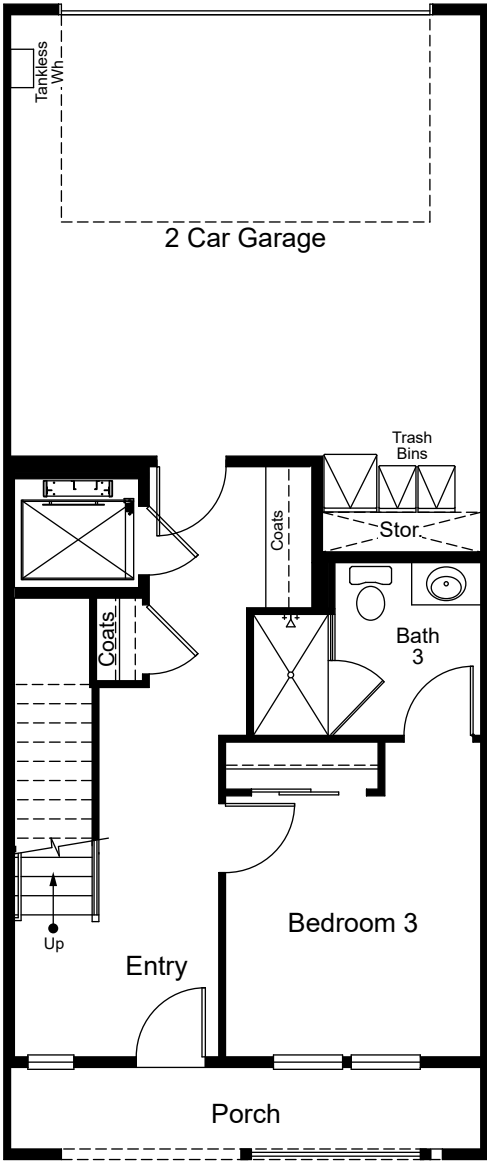 Tankless
Wh
2 Car Garage
Trash
Bins
Coats
Stor.
Coats
Bath
3
Bedroom 3
Up
Entry
Porch